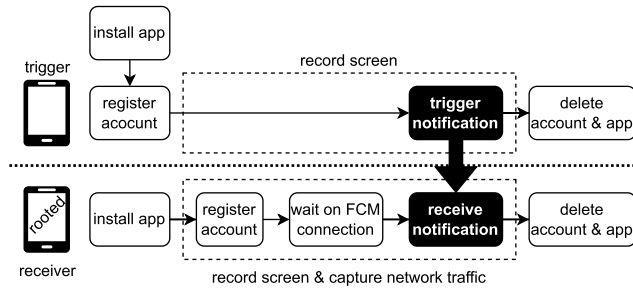 install app
trigger
record screen
register
acocunt
trigger
notification
delete
account & app
rooted
install app
register
account
wait on FCM
connection
receive
notification
delete
account & app
receiver
record screen & capture network traffic